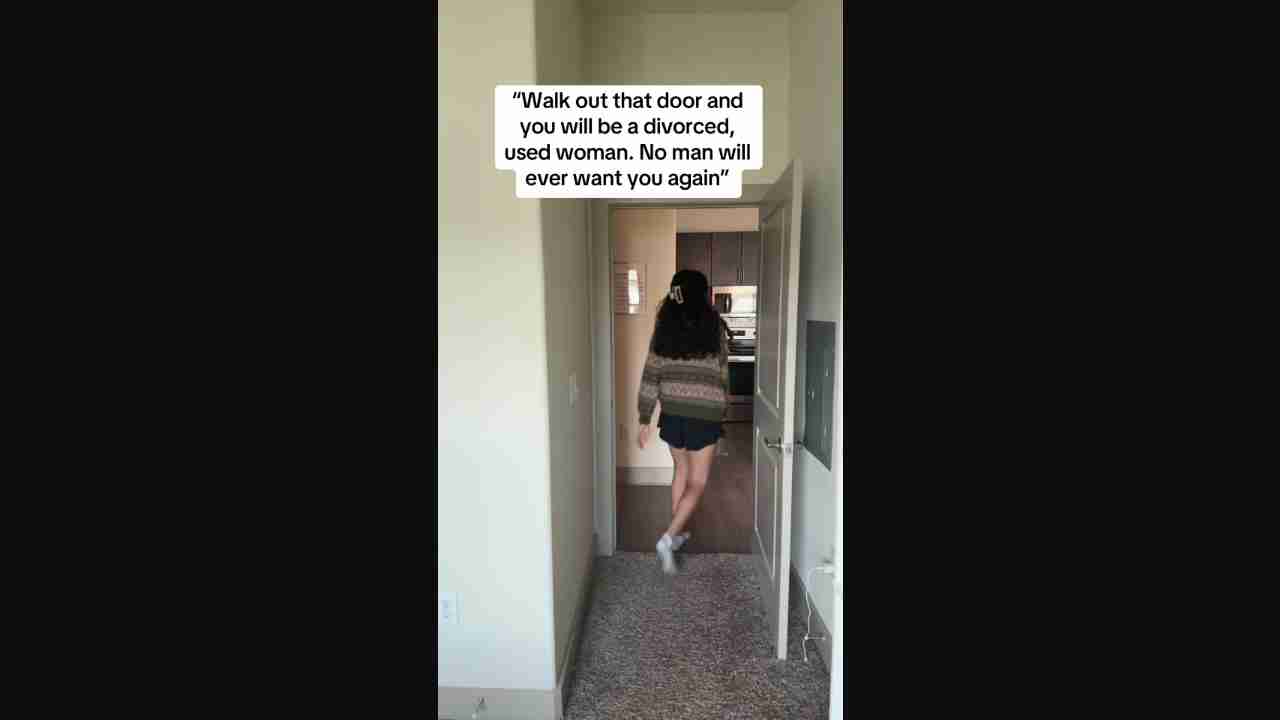 “Walk out that door and
you will be a divorced,
used woman. No man will
ever want you again”